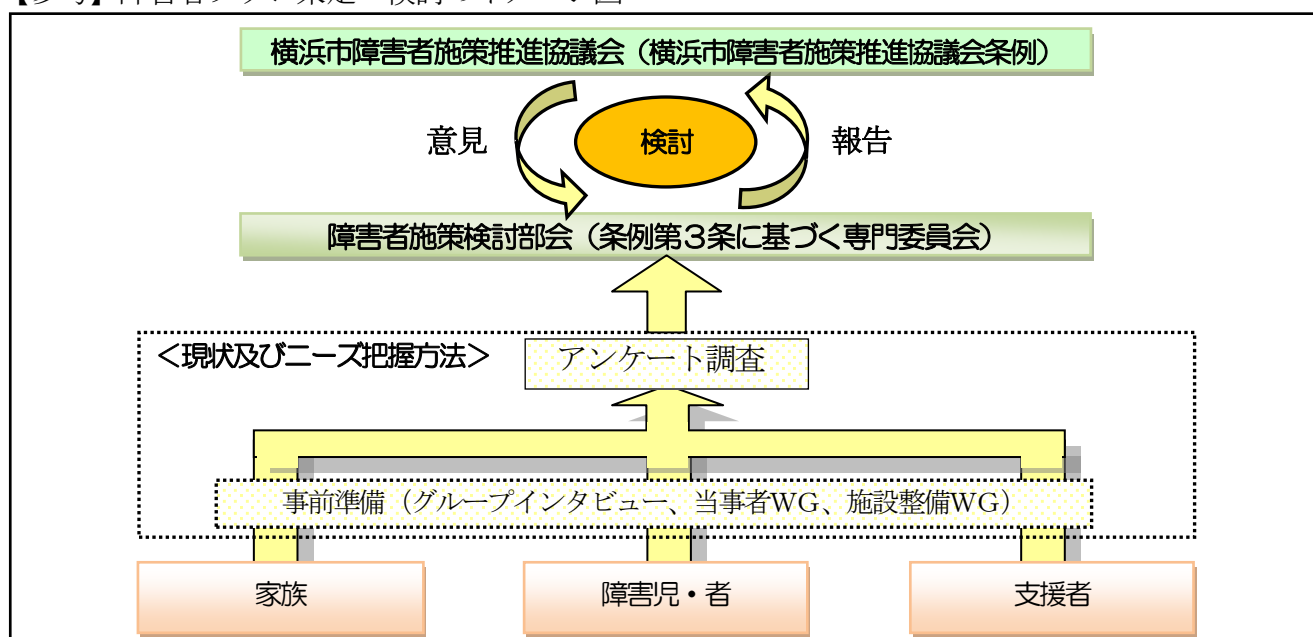 横浜市障害者施策推進協議会（横浜市障害者施策推進協議会条例）
意見
検討
報告
障害者施策検討部会（条例第３条に基づく専門委員会）
＜現状及びニーズ把握方法＞
アンケート調査
事前準備（グループインタビュー、当事者WG、施設整備WG）
家族
障害児・者
支援者